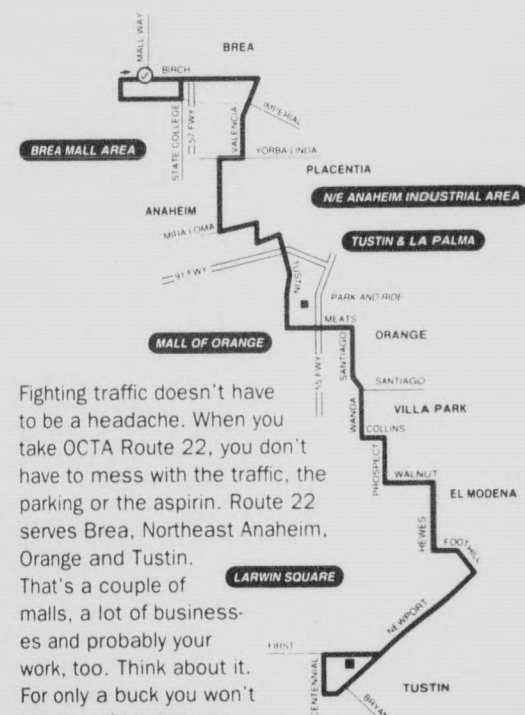 MALL WAY
BREA
BIRCH
IMPERIAL
STATE COLLEGE
57 FWY
VALENCIA
BREA MALL AREA
YORBA LINDA
PLACENTIA
N/E ANAHEIM INDUSTRIAL AREA
ANAHEIM
MIRA LOMA
TUSTIN & LA PALMA
91 FWY
TUSTIN
PARK AND RIDE
MEATS
MALL OF ORANGE
ORANGE
SANTIAGO
55 FWY
SANTIAGO
Fighting traffic doesn't have
to be a headache. When you
take OCTA Route 22, you don't
have to mess with the traffic, the
parking or the aspirin. Route 22
serves Brea, Northeast Anaheim,
Orange and Tustin.
That's a couple of
malls, a lot of business-
es and probably your
work, too. Think about it.
For only a buck you won't
WANDA
VILLA PARK
COLLINS
PROSPECT
WALNUT
EL MODENA
HEWES
FOOTHILL
LARWIN SQUARE
NEWPORT
FIRST
CENTENNIAL
TUSTIN